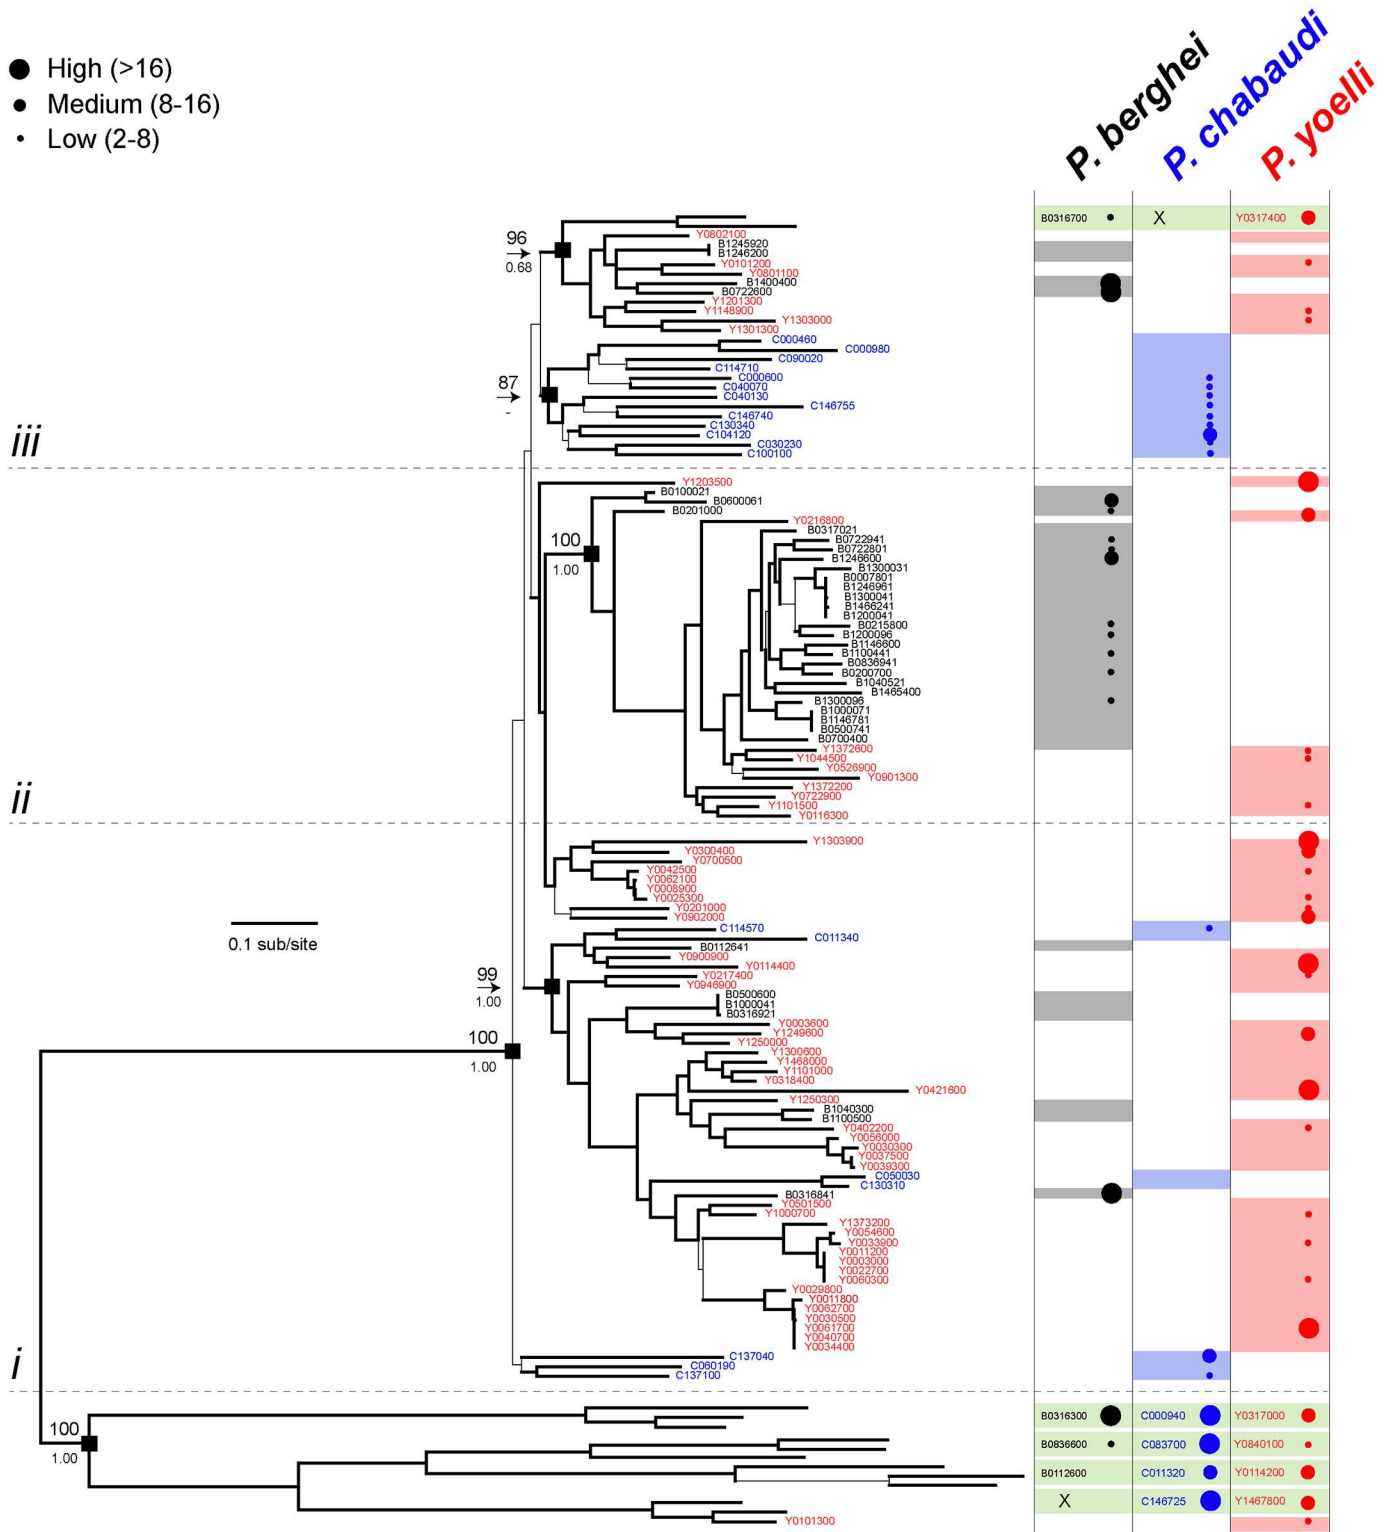 High (>16)
Medium (8-16)
Low (2-8)
P. berghei
P. chabaudi
P. yoelli
B0316700
X
Y0317400
96
0.68
Y0802100
B1245920
B1246200
Y0101200
Y0801100
B1400400
B0722600
Y1201300
Y1148900
Y1303000
Y1301300
C000460
C000980
C090020
C114710
C000600
C040070
87
-
C040130
C146755
C146740
C130340
C104120
C030230
C100100
iii
Y1203500
B0100021
B0600061
B0201000
Y0216800
B0317021
100
1.00
B0722941
B0722801
B1246600
B1300031
B0007801
B1246961
B1300041
B1466241
B1200041
B0215800
B1200096
B1146600
B1100441
B0836941
B0200700
B1040521
B1465400
B1300096
B1000071
B1146781
B0500741
B0700400
Y1372600
Y1044500
Y0526900
Y0901300
Y1372200
Y0722900
Y1101500
Y0116300
ii
Y1303900
Y0300400
Y0700500
Y0042500
Y0062100
Y0008900
Y0025300
Y0201000
Y0902000
0.1 sub/site
C114570
C011340
B0112641
Y0900900
Y0114400
99
1.00
Y0217400
Y0946900
B0500600
B1000041
B0316921
Y0003600
Y1249600
Y1250000
100
1.00
Y1300600
Y1468000
Y1101000
Y0318400
Y0421600
Y1250300
B1040300
B1100500
Y0402200
Y0056000
Y0030300
Y0037500
Y0039300
C050030
C130310
B0316841
Y0501500
Y1000700
Y1373200
Y0054600
Y0033900
Y0011200
Y0003000
Y0022700
Y0060300
Y0029800
Y0011800
Y0062700
Y0030500
Y0061700
Y0040700
Y0034400
i
C137040
C060190
C137100
100
1.00
B0316300
C000940
Y0317000
B0836600
C083700
Y0840100
B0112600
C011320
Y0114200
X
C146725
Y1467800
Y0101300